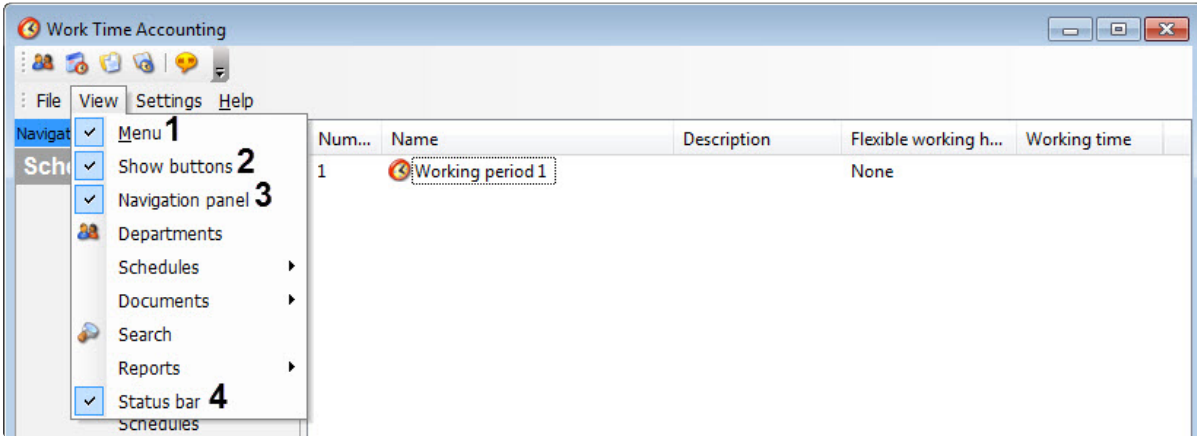 Work Time Accounting
File View Settings Help
Navigat
Sch
Menu 1
Show buttons 2
Navigation panel 3
Departments
Schedules
Documents
Search
Reports
Status bar 4
Schedules
Num... Name Description Flexible working h... Working time
1 Working period 1 None